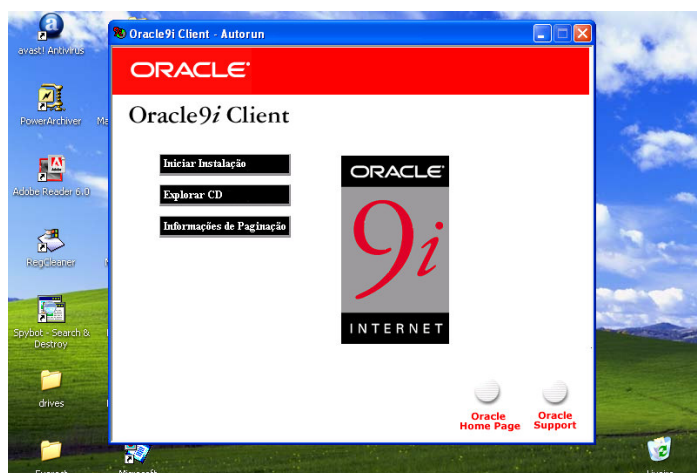 Oracle9i Client - Autorun
ORACLE
Oracle9i Client
Iniciar Instalação
Explorar CD
Informações de Paginação
ORACLE
9i
INTERNET
Oracle
Home Page
Oracle
Support
avast! Antivirus
PowerArchiver
Adobe Reader 6.0
RegCleaner
Spybot - Search &
Destroy
drives